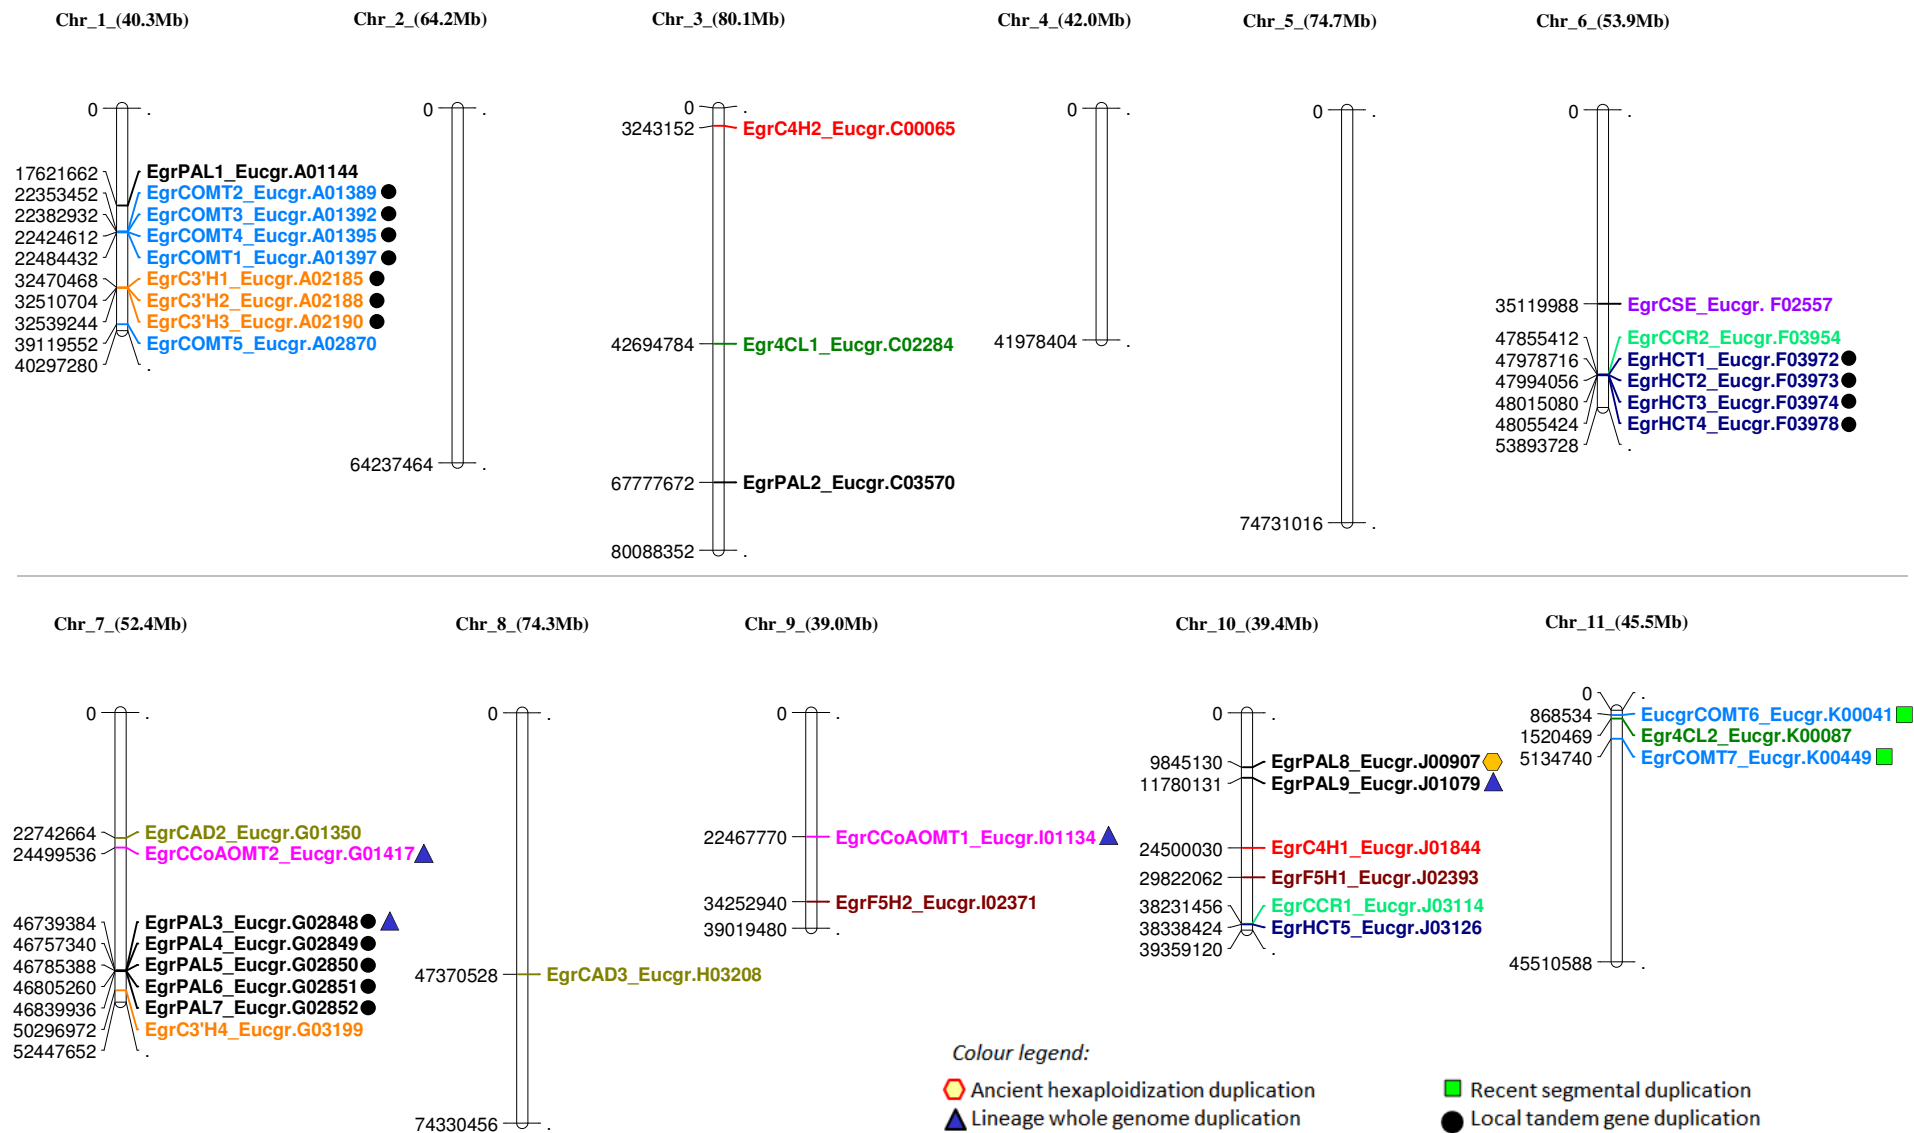 Chr_1_(40.3Mb)
Chr_2_(64.2Mb)
Chr_3_(80.1Mb)
Chr_4_(42.0Mb)
Chr_5_(74.7Mb)
Chr_6_(53.9Mb)
0 .
17621662 EgrPAL1_Eucgr.A01144
22353452 EgrCOMT2_Eucgr.A01389
22382932 EgrCOMT3_Eucgr.A01392
22424612 EgrCOMT4_Eucgr.A01395
22484432 EgrCOMT1_Eucgr.A01397
32470468 EgrC3'H1_Eucgr.A02185
32510704 EgrC3'H2_Eucgr.A02188
32539244 EgrC3'H3_Eucgr.A02190
39119552 EgrCOMT5_Eucgr.A02870
40297280 .
0 .
64237464 .
0 .
3243152 EgrC4H2_Eucgr.C00065
42694784 Egr4CL1_Eucgr.C02284
67777672 EgrPAL2_Eucgr.C03570
80088352 .
0 .
41978404 .
0 .
74731016 .
0 .
35119988 EgrCSE_Eucgr. F02557
47855412 EgrCCR2_Eucgr.F03954
47978716 EgrHCT1_Eucgr.F03972
47994056 EgrHCT2_Eucgr.F03973
48015080 EgrHCT3_Eucgr.F03974
48055424 EgrHCT4_Eucgr.F03978
53893728 .
Chr_7_(52.4Mb)
Chr_8_(74.3Mb)
Chr_9_(39.0Mb)
Chr_10_(39.4Mb)
Chr_11_(45.5Mb)
0 .
22742664 EgrCAD2_Eucgr.G01350
24499536 EgrCCoAOMT2_Eucgr.G01417
46739384 EgrPAL3_Eucgr.G02848
46757340 EgrPAL4_Eucgr.G02849
46785388 EgrPAL5_Eucgr.G02850
46805260 EgrPAL6_Eucgr.G02851
46839936 EgrPAL7_Eucgr.G02852
50296972 EgrC3'H4_Eucgr.G03199
52447652 .
0 .
47370528 EgrCAD3_Eucgr.H03208
74330456 .
0 .
22467770 EgrCCoAOMT1_Eucgr.I01134
34252940 EgrF5H2_Eucgr.I02371
39019480 .
0 .
9845130 EgrPAL8_Eucgr.J00907
11780131 EgrPAL9_Eucgr.J01079
24500030 EgrC4H1_Eucgr.J01844
29822062 EgrF5H1_Eucgr.J02393
38231456 EgrCCR1_Eucgr.J03114
38338424 EgrHCT5_Eucgr.J03126
39359120 .
0 .
868534 EucgrCOMT6_Eucgr.K00041
1520469 Egr4CL2_Eucgr.K00087
5134740 EgrCOMT7_Eucgr.K00449
45510588 .
Colour legend:
Ancient hexaploidization duplication
Lineage whole genome duplication
Recent segmental duplication
Local tandem gene duplication